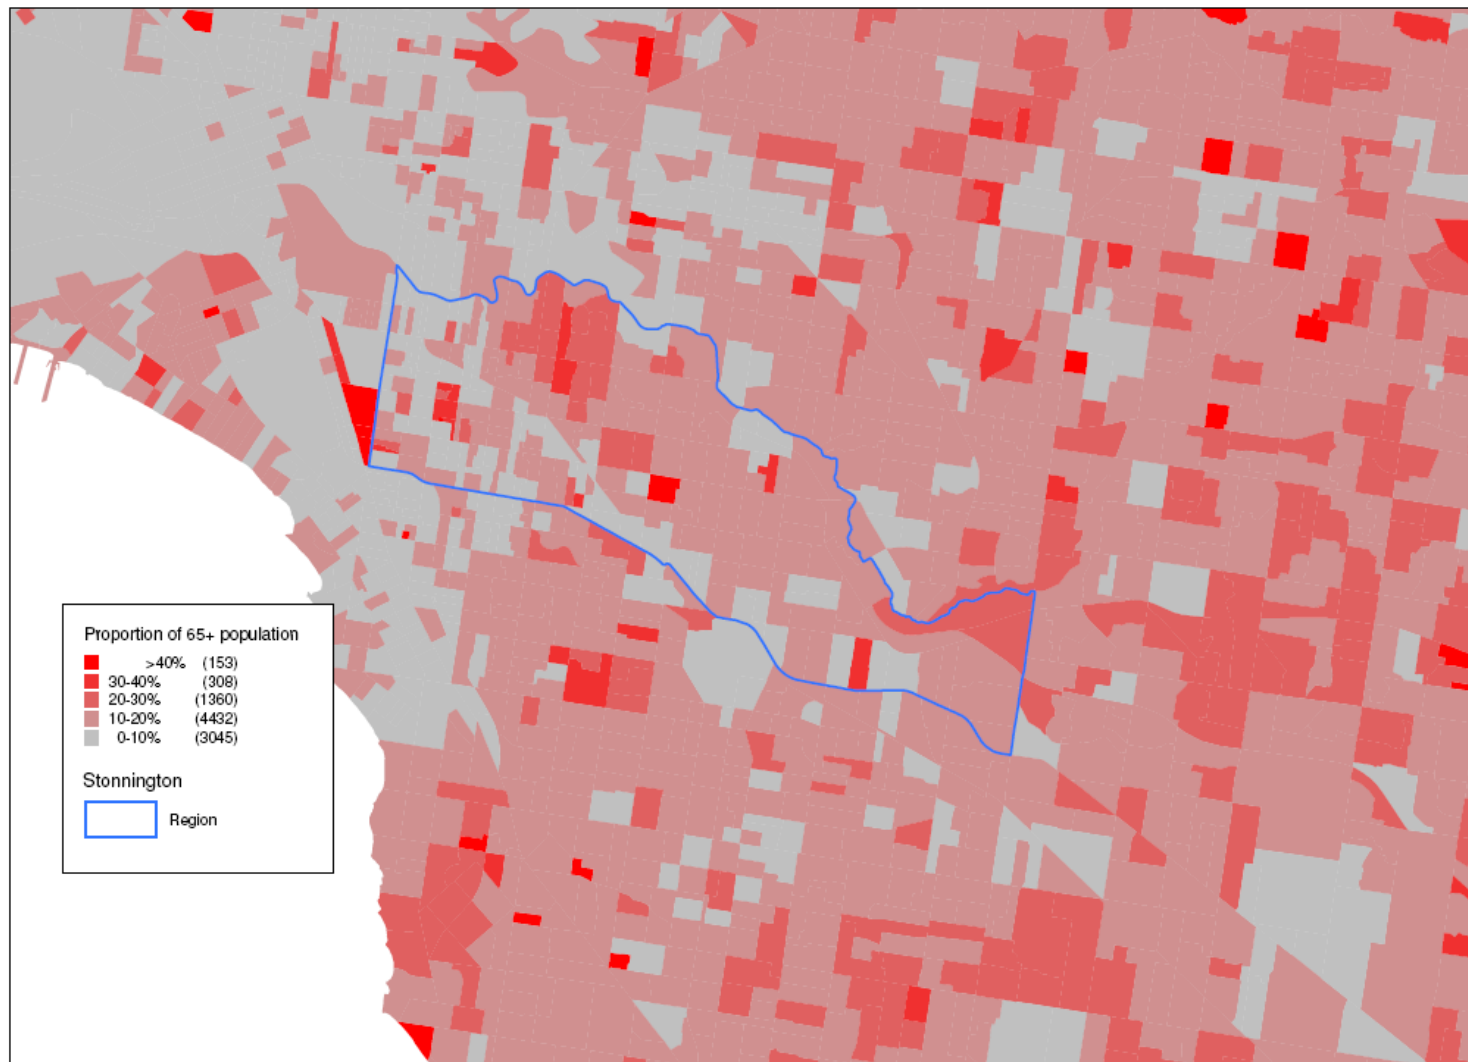 Proportion of 65+ population
>40% (153)
30-40% (308)
20-30% (1360)
10-20% (4432)
0-10% (3045)
Stonnington
Region